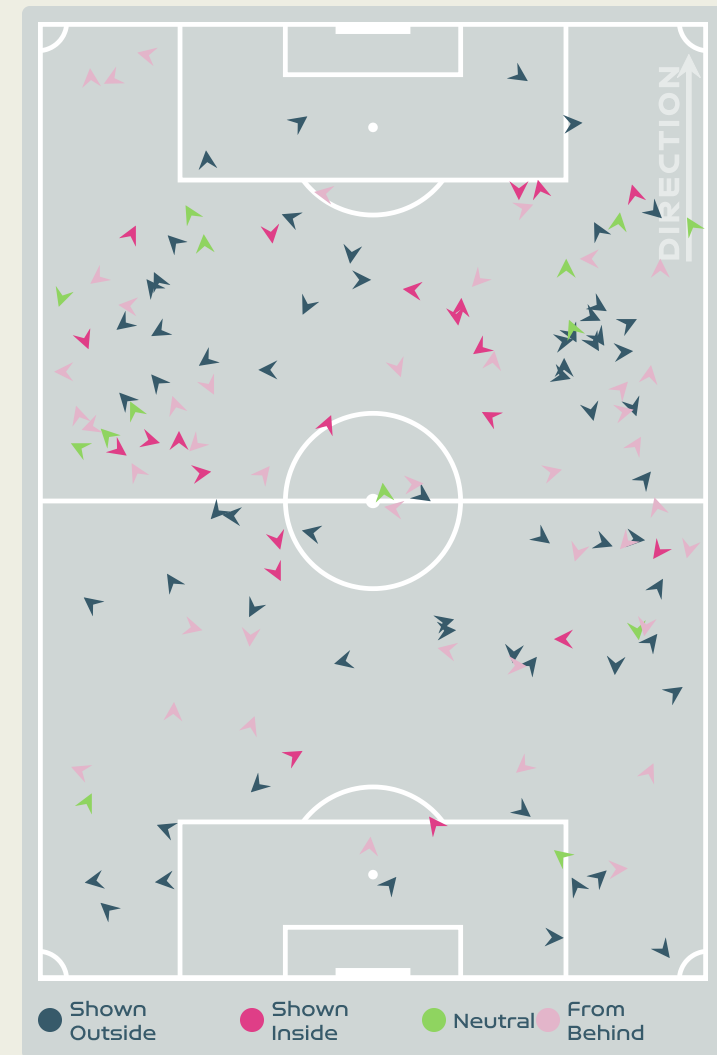 DIRECTION
Shown
Outside
Shown
Inside
Neutral
From
Behind